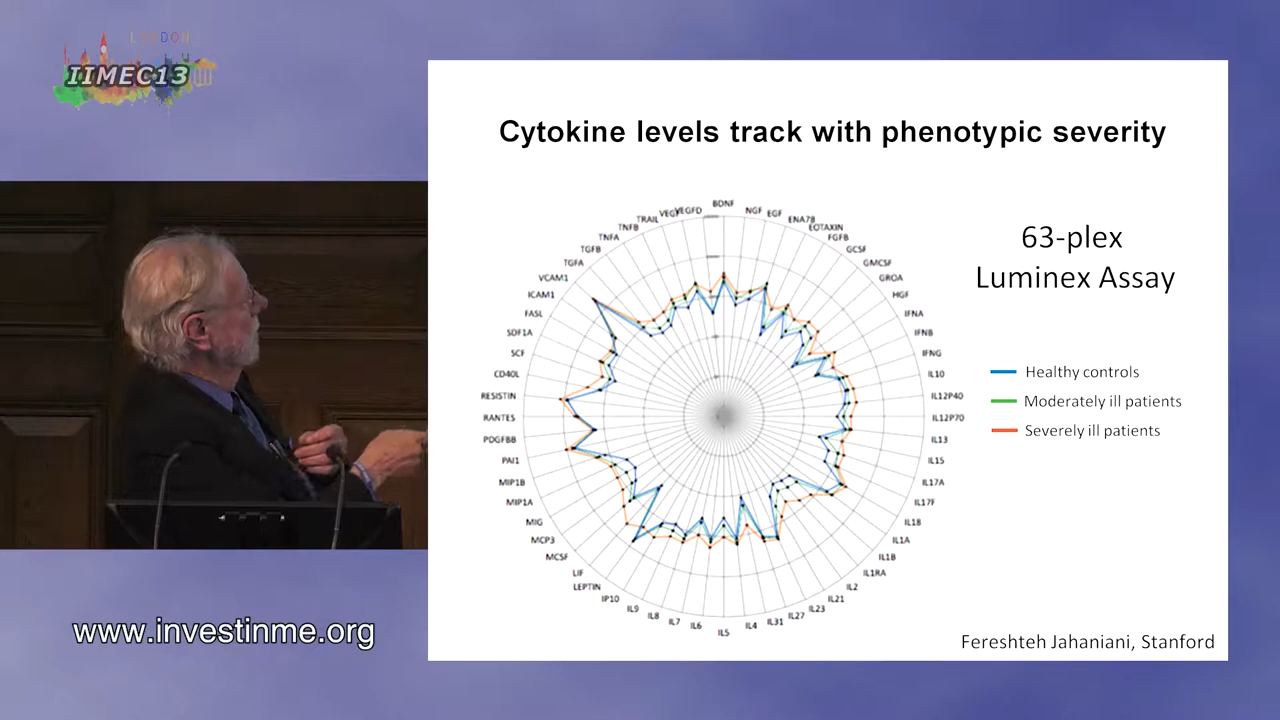 LONDON
IIMEC13
www.investinme.org
Cytokine levels track with phenotypic severity
63-plex
Luminex Assay
Healthy controls
Moderately ill patients
Severely ill patients
BDNF
NGF
EGF
ENA78
EOTAXIN
FGFB
GCSF
GMCSF
GROA
HGF
IFNA
IFNB
IFNG
IL10
IL12P40
IL12P70
IL13
IL15
IL17A
IL17F
IL18
IL1A
IL1B
IL1RA
IL2
IL21
IL23
IL27
IL31
IL4
IL5
IL6
IL7
IL8
IL9
IP10
LEPTIN
LIF
MCSF
MCP3
MIG
MIP1A
MIP1B
PAI1
PDGFBB
RANTES
RESISTIN
CD40L
SCF
SDF1A
FASL
ICAM1
VCAM1
TGFA
TGFB
TNFA
TNFB
TRAIL
VEGF
VEGFD
Fereshteh Jahaniani, Stanford